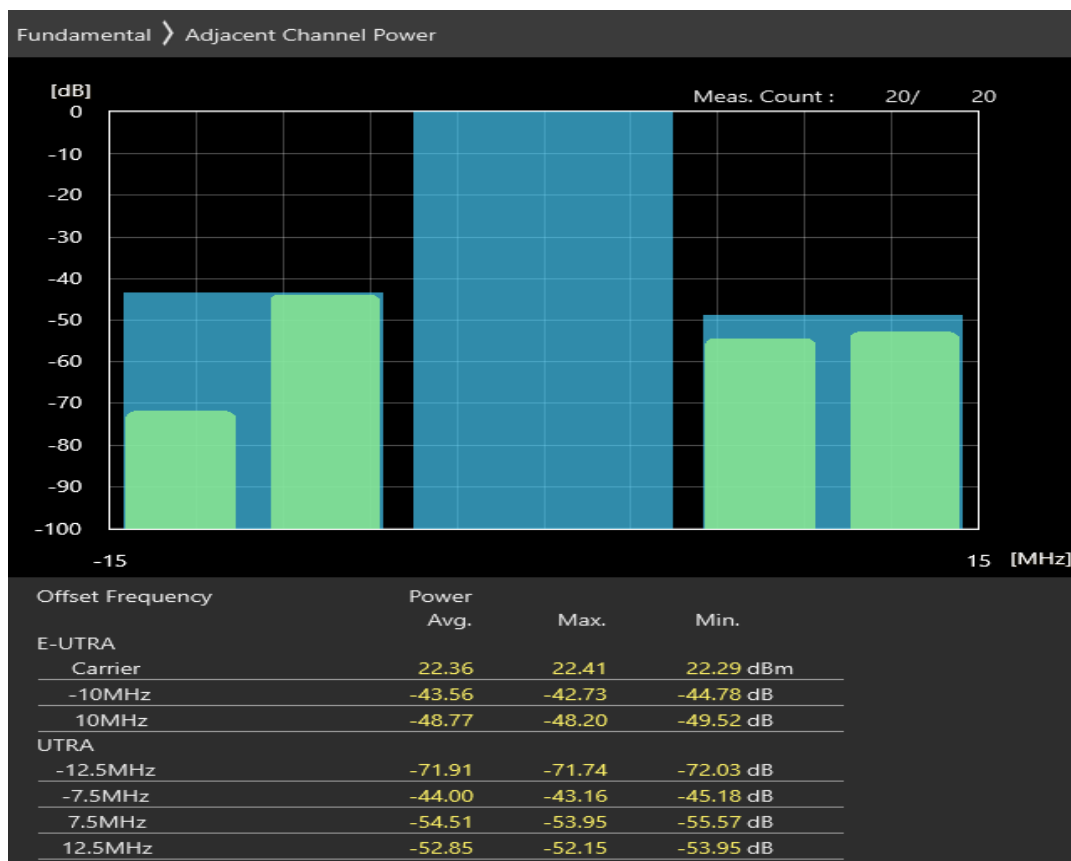 Fundamental 〉 Adjacent Channel Power
[dB]
Meas. Count : 20/ 20
0
-10
-20
-30
-40
-50
-60
-70
-80
-90
-100
-15 15 [MHz]
Offset Frequency Power
Avg. Max. Min.
E-UTRA
Carrier 22.36 22.41 22.29 dBm
-10MHz -43.56 -42.73 -44.78 dB
10MHz -48.77 -48.20 -49.52 dB
UTRA
-12.5MHz -71.91 -71.74 -72.03 dB
-7.5MHz -44.00 -43.16 -45.18 dB
7.5MHz -54.51 -53.95 -55.57 dB
12.5MHz -52.85 -52.15 -53.95 dB